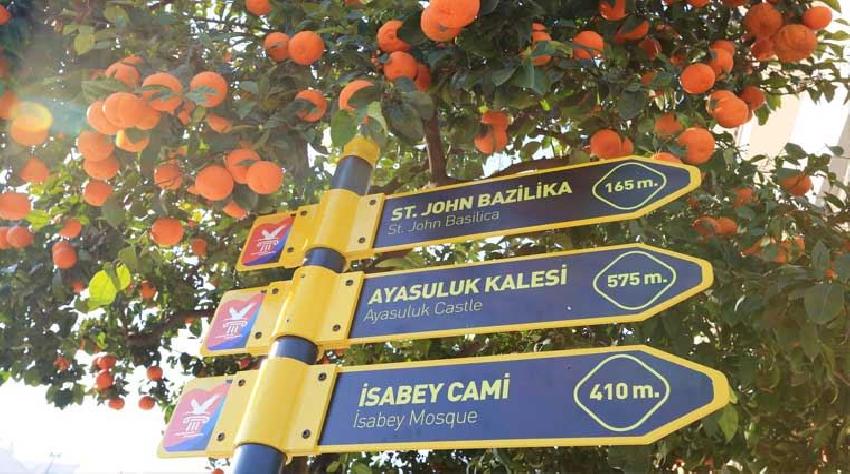 ST. JOHN BAZİLİKA
St. John Basilica
165 m.
AYASULUK KALESİ
Ayasuluk Castle
575 m.
İSABEY CAMİ
İsabey Mosque
410 m.